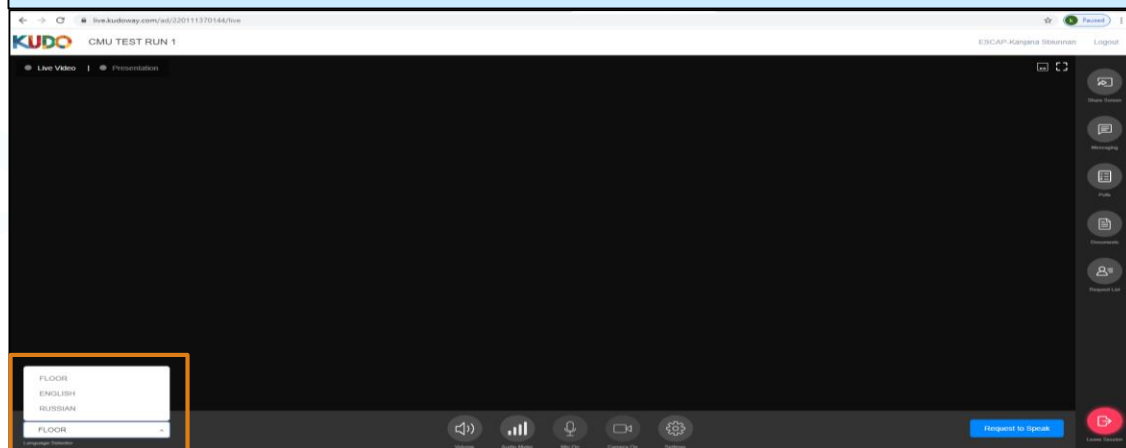 live.kudoway.com/ad/220111370144/live
Paused
KUDO
CMU TEST RUN 1
ESCAP-Kanjana Sbiunnan
Logout
Live Video | Presentation
Share Screen
Messaging
Polls
Documents
Request List
FLOOR
ENGLISH
RUSSIAN
FLOOR
Language Selector
Volume
Audio Meter
Mic On
Camera On
Settings
Request to Speak
Leave Session